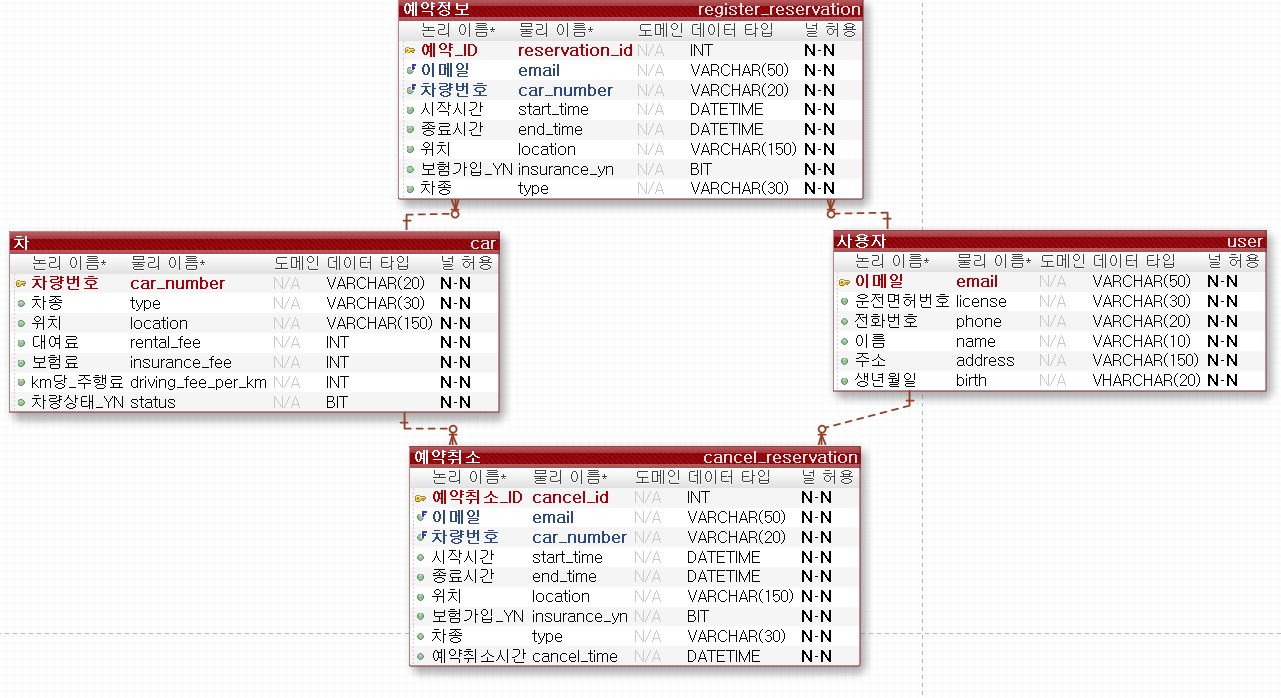 예약정보 register_reservation
논리 이름* 물리 이름* 도메인 데이터 타입 널 허용
예약_ID reservation_id N/A INT N-N
이메일 email N/A VARCHAR(50) N-N
차량번호 car_number N/A VARCHAR(20) N-N
시작시간 start_time N/A DATETIME N-N
종료시간 end_time N/A DATETIME N-N
위치 location N/A VARCHAR(150) N-N
보험가입_YN insurance_yn N/A BIT N-N
차종 type N/A VARCHAR(30) N-N
차 car
논리 이름* 물리 이름* 도메인 데이터 타입 널 허용
차량번호 car_number N/A VARCHAR(20) N-N
차종 type N/A VARCHAR(30) N-N
위치 location N/A VARCHAR(150) N-N
대여료 rental_fee N/A INT N-N
보험료 insurance_fee N/A INT N-N
km당_주행료 driving_fee_per_km N/A INT N-N
차량상태_YN status N/A BIT N-N
사용자 user
논리 이름* 물리 이름* 도메인 데이터 타입 널 허용
이메일 email N/A VARCHAR(50) N-N
운전면허번호 license N/A VARCHAR(30) N-N
전화번호 phone N/A VARCHAR(20) N-N
이름 name N/A VARCHAR(10) N-N
주소 address N/A VARCHAR(150) N-N
생년월일 birth N/A VHARCHAR(20) N-N
예약취소 cancel_reservation
논리 이름* 물리 이름* 도메인 데이터 타입 널 허용
예약취소_ID cancel_id N/A INT N-N
이메일 email N/A VARCHAR(50) N-N
차량번호 car_number N/A VARCHAR(20) N-N
시작시간 start_time N/A DATETIME N-N
종료시간 end_time N/A DATETIME N-N
위치 location N/A VARCHAR(150) N-N
보험가입_YN insurance_yn N/A BIT N-N
차종 type N/A VARCHAR(30) N-N
예약취소시간 cancel_time N/A DATETIME N-N